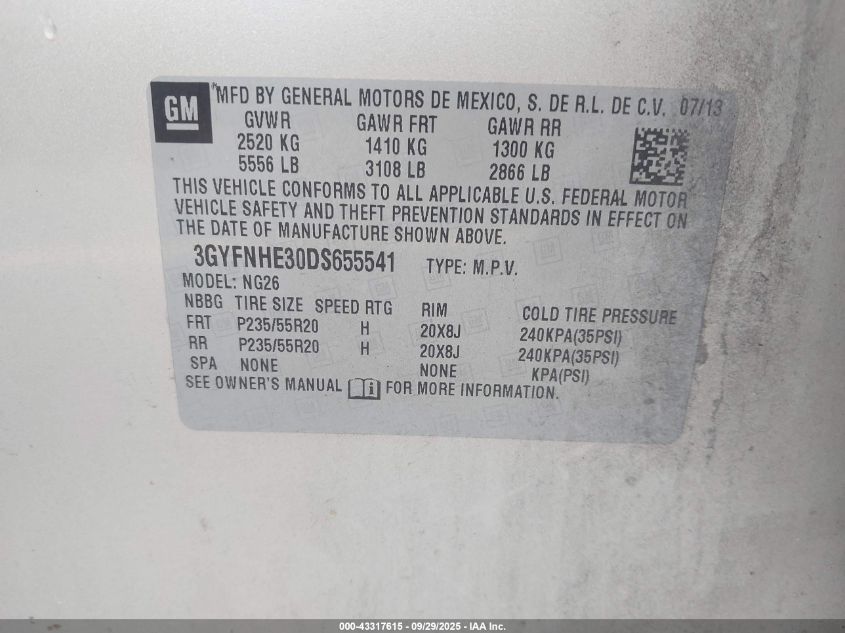 GM
MFD BY GENERAL MOTORS DE MEXICO, S. DE R.L. DE C.V. 07/13
GVWR GAWR FRT GAWR RR
2520 KG 1410 KG 1300 KG
5556 LB 3108 LB 2866 LB
THIS VEHICLE CONFORMS TO ALL APPLICABLE U.S. FEDERAL MOTOR
VEHICLE SAFETY AND THEFT PREVENTION STANDARDS IN EFFECT ON
THE DATE OF MANUFACTURE SHOWN ABOVE.
3GYFNHE30DS655541 TYPE: M.P.V.
MODEL: NG26
NBBG TIRE SIZE SPEED RTG RIM COLD TIRE PRESSURE
FRT P235/55R20 H 20X8J 240KPA(35PSI)
RR P235/55R20 H 20X8J 240KPA(35PSI)
SPA NONE NONE KPA(PSI)
SEE OWNER'S MANUAL FOR MORE INFORMATION.
000-43317615 - 09/29/2025 - IAA Inc.